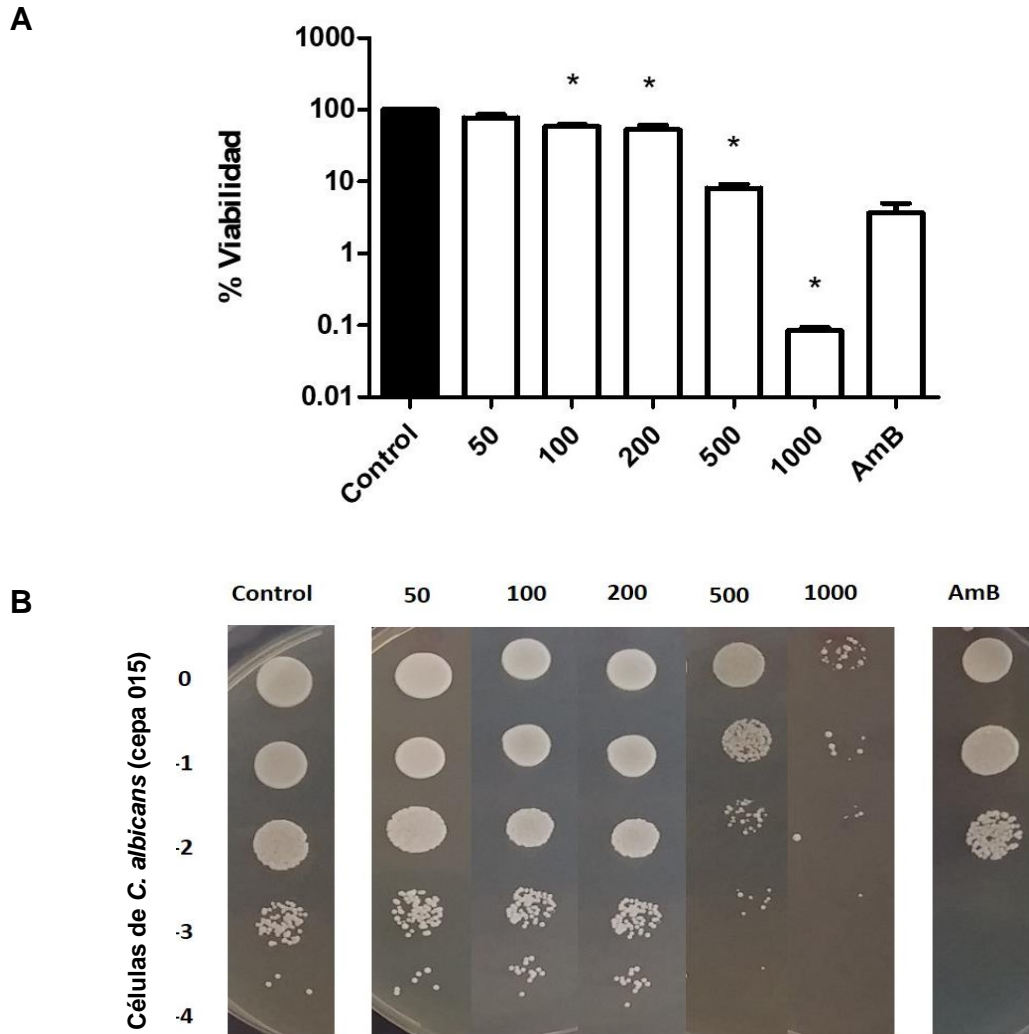 A
1000
100
10
1
0.1
0.01
% Viabilidad
* * * *
Control 50 100 200 500 1000 AmB
B
Control 50 100 200 500 1000 AmB
Células de C. albicans (cepa 015)
0
-1
-2
-3
-4